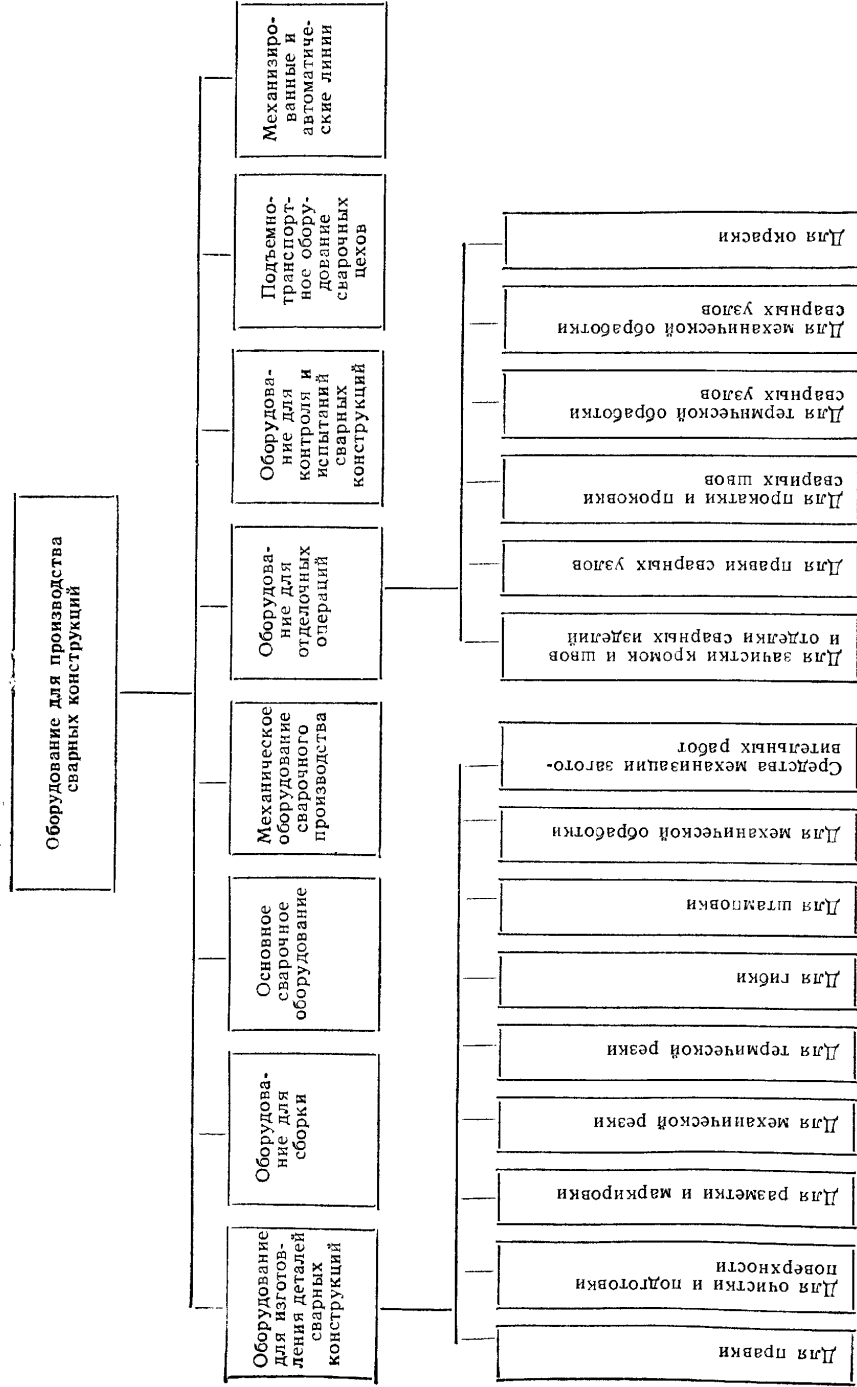 Оборудование для производства
сварных конструкций
Оборудование
для изготов-
ления деталей
сварных
конструкций
Оборудова-
ние для
сборки
Основное
сварочное
оборудование
Механическое
оборудование
сварочного
производства
Оборудова-
ние для
отделочных
операций
Оборудова-
ние для
контроля и
испытаний
сварных
конструкций
Подъемно-
транспорт-
ное обору-
дование
сварочных
цехов
Механизиро-
ванные и
автоматиче-
ские линии
Для правки
Для очистки и подготовки
поверхности
Для разметки и маркировки
Для механической резки
Для термической резки
Для гибки
Для штамповки
Для механической обработки
Средства механизации загото-
вительных работ
Для зачистки кромок и швов
и отделки сварных изделий
Для правки сварных узлов
Для прокатки и проковки
сварных швов
Для термической обработки
сварных узлов
Для механической обработки
сварных узлов
Для окраски